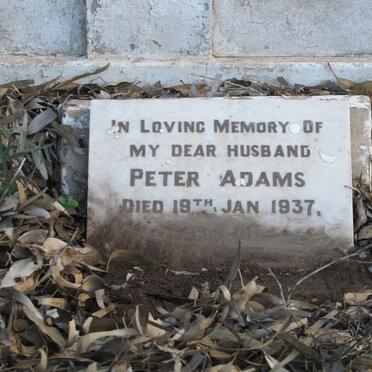 In Loving Memory Of
my dear husband
Peter Adams
Died 19th. Jan 1937.